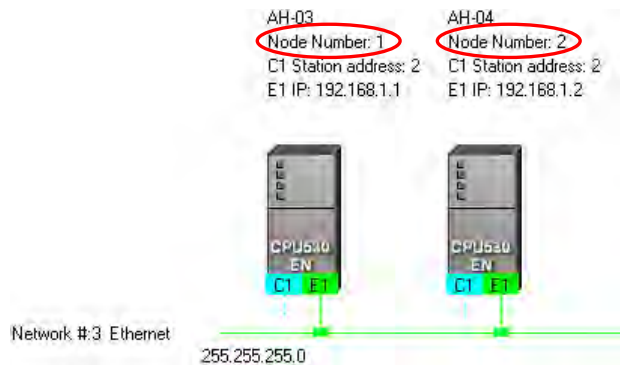 AH-03
Node Number: 1
C1 Station address: 2
E1 IP: 192.168.1.1
AH-04
Node Number: 2
C1 Station address: 2
E1 IP: 192.168.1.2
CPU530
EN
C1 E1
CPU530
EN
C1 E1
Network #:3 Ethernet
255.255.255.0